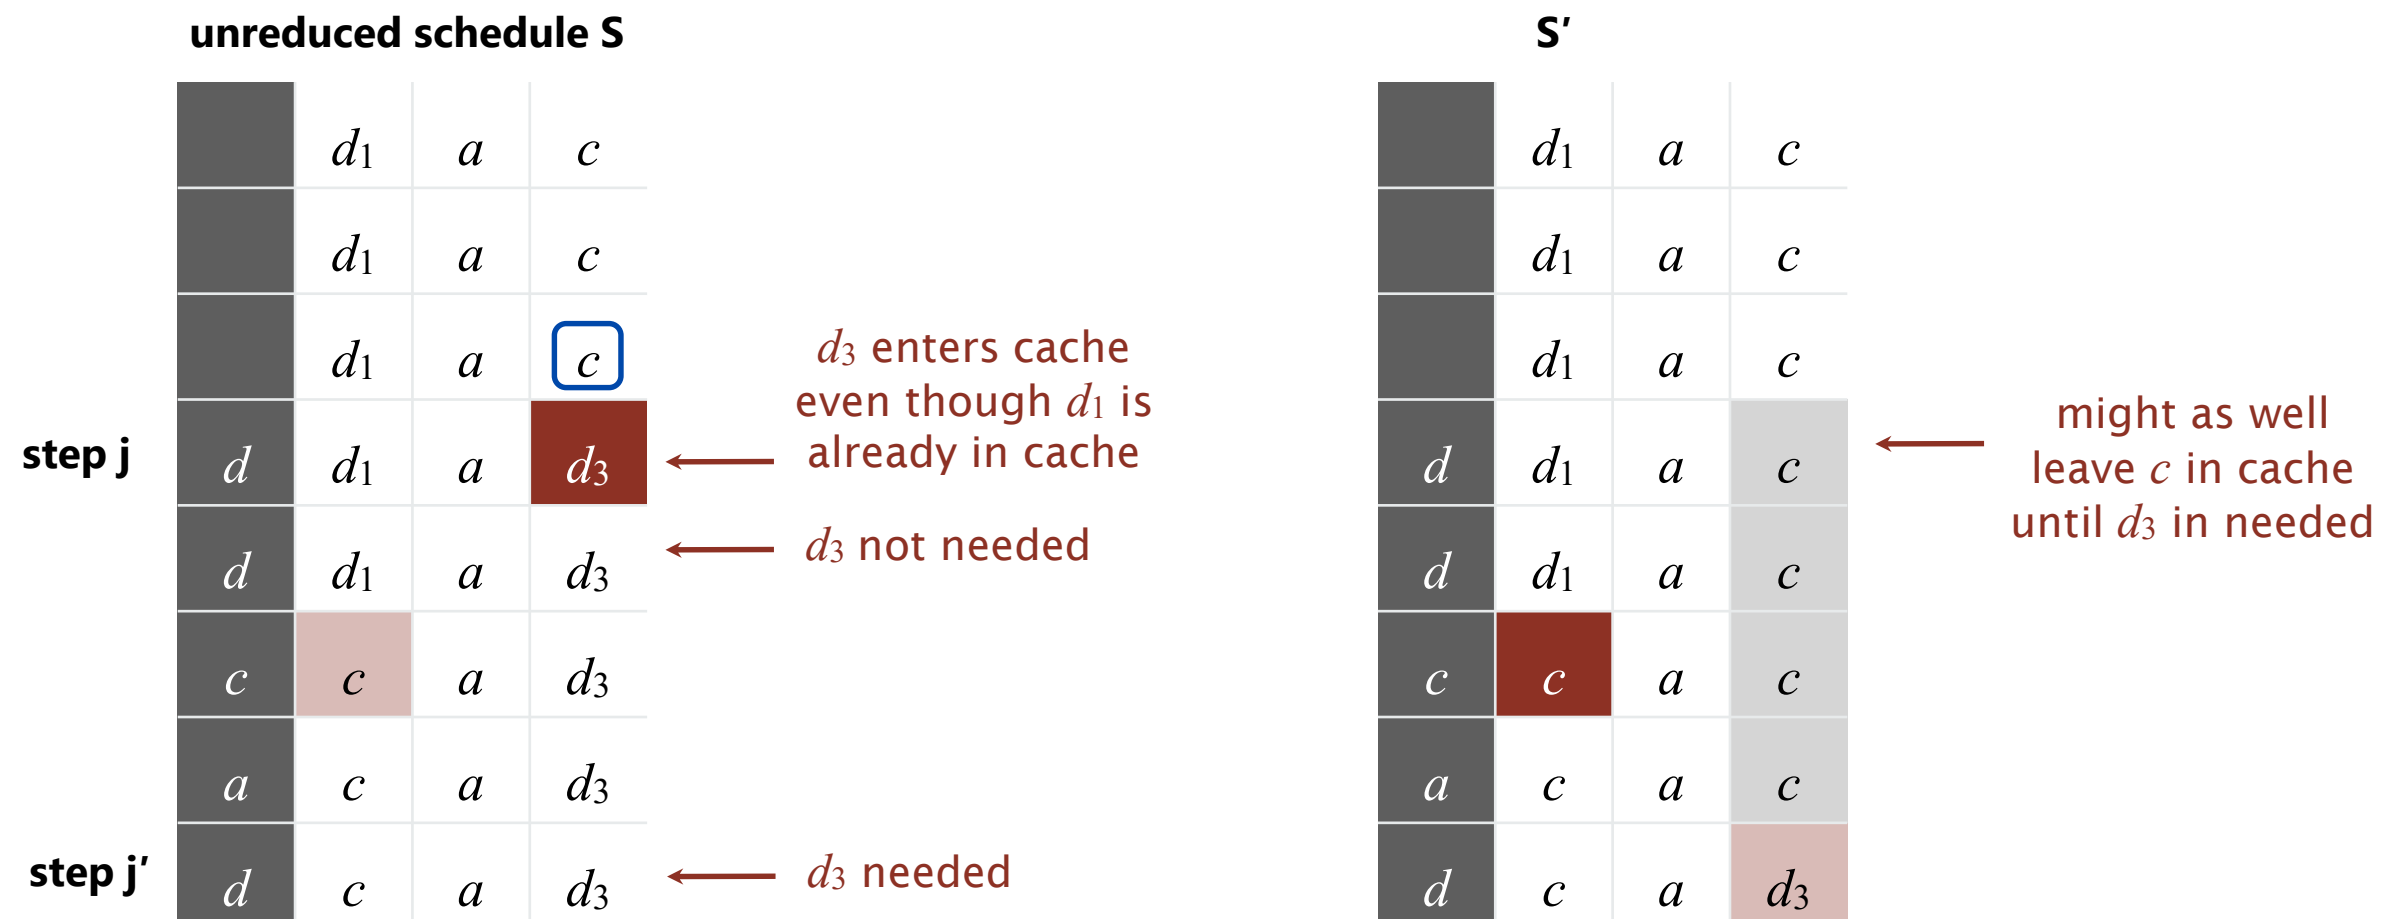 unreduced schedule S
d1 a c
d1 a c
d1 a c
step j d d1 a d3
d d1 a d3
c c a d3
a c a d3
step j′ d c a d3
d3 enters cache
even though d1 is
already in cache
d3 not needed
d3 needed
S′
d1 a c
d1 a c
d1 a c
d d1 a c
d d1 a c
c c a c
a c a c
d c a d3
might as well
leave c in cache
until d3 in needed